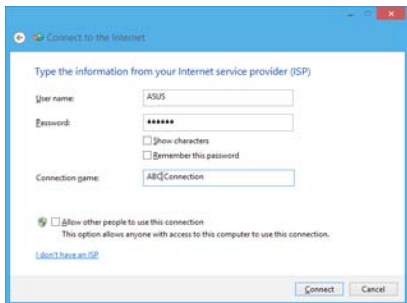 Connect to the Internet
Type the information from your Internet service provider (ISP)
User name: ASUS
Password: ••••••
Show characters
Remember this password
Connection name: ABC Connection
Allow other people to use this connection
This option allows anyone with access to this computer to use this connection.
I don't have an ISP
Connect Cancel